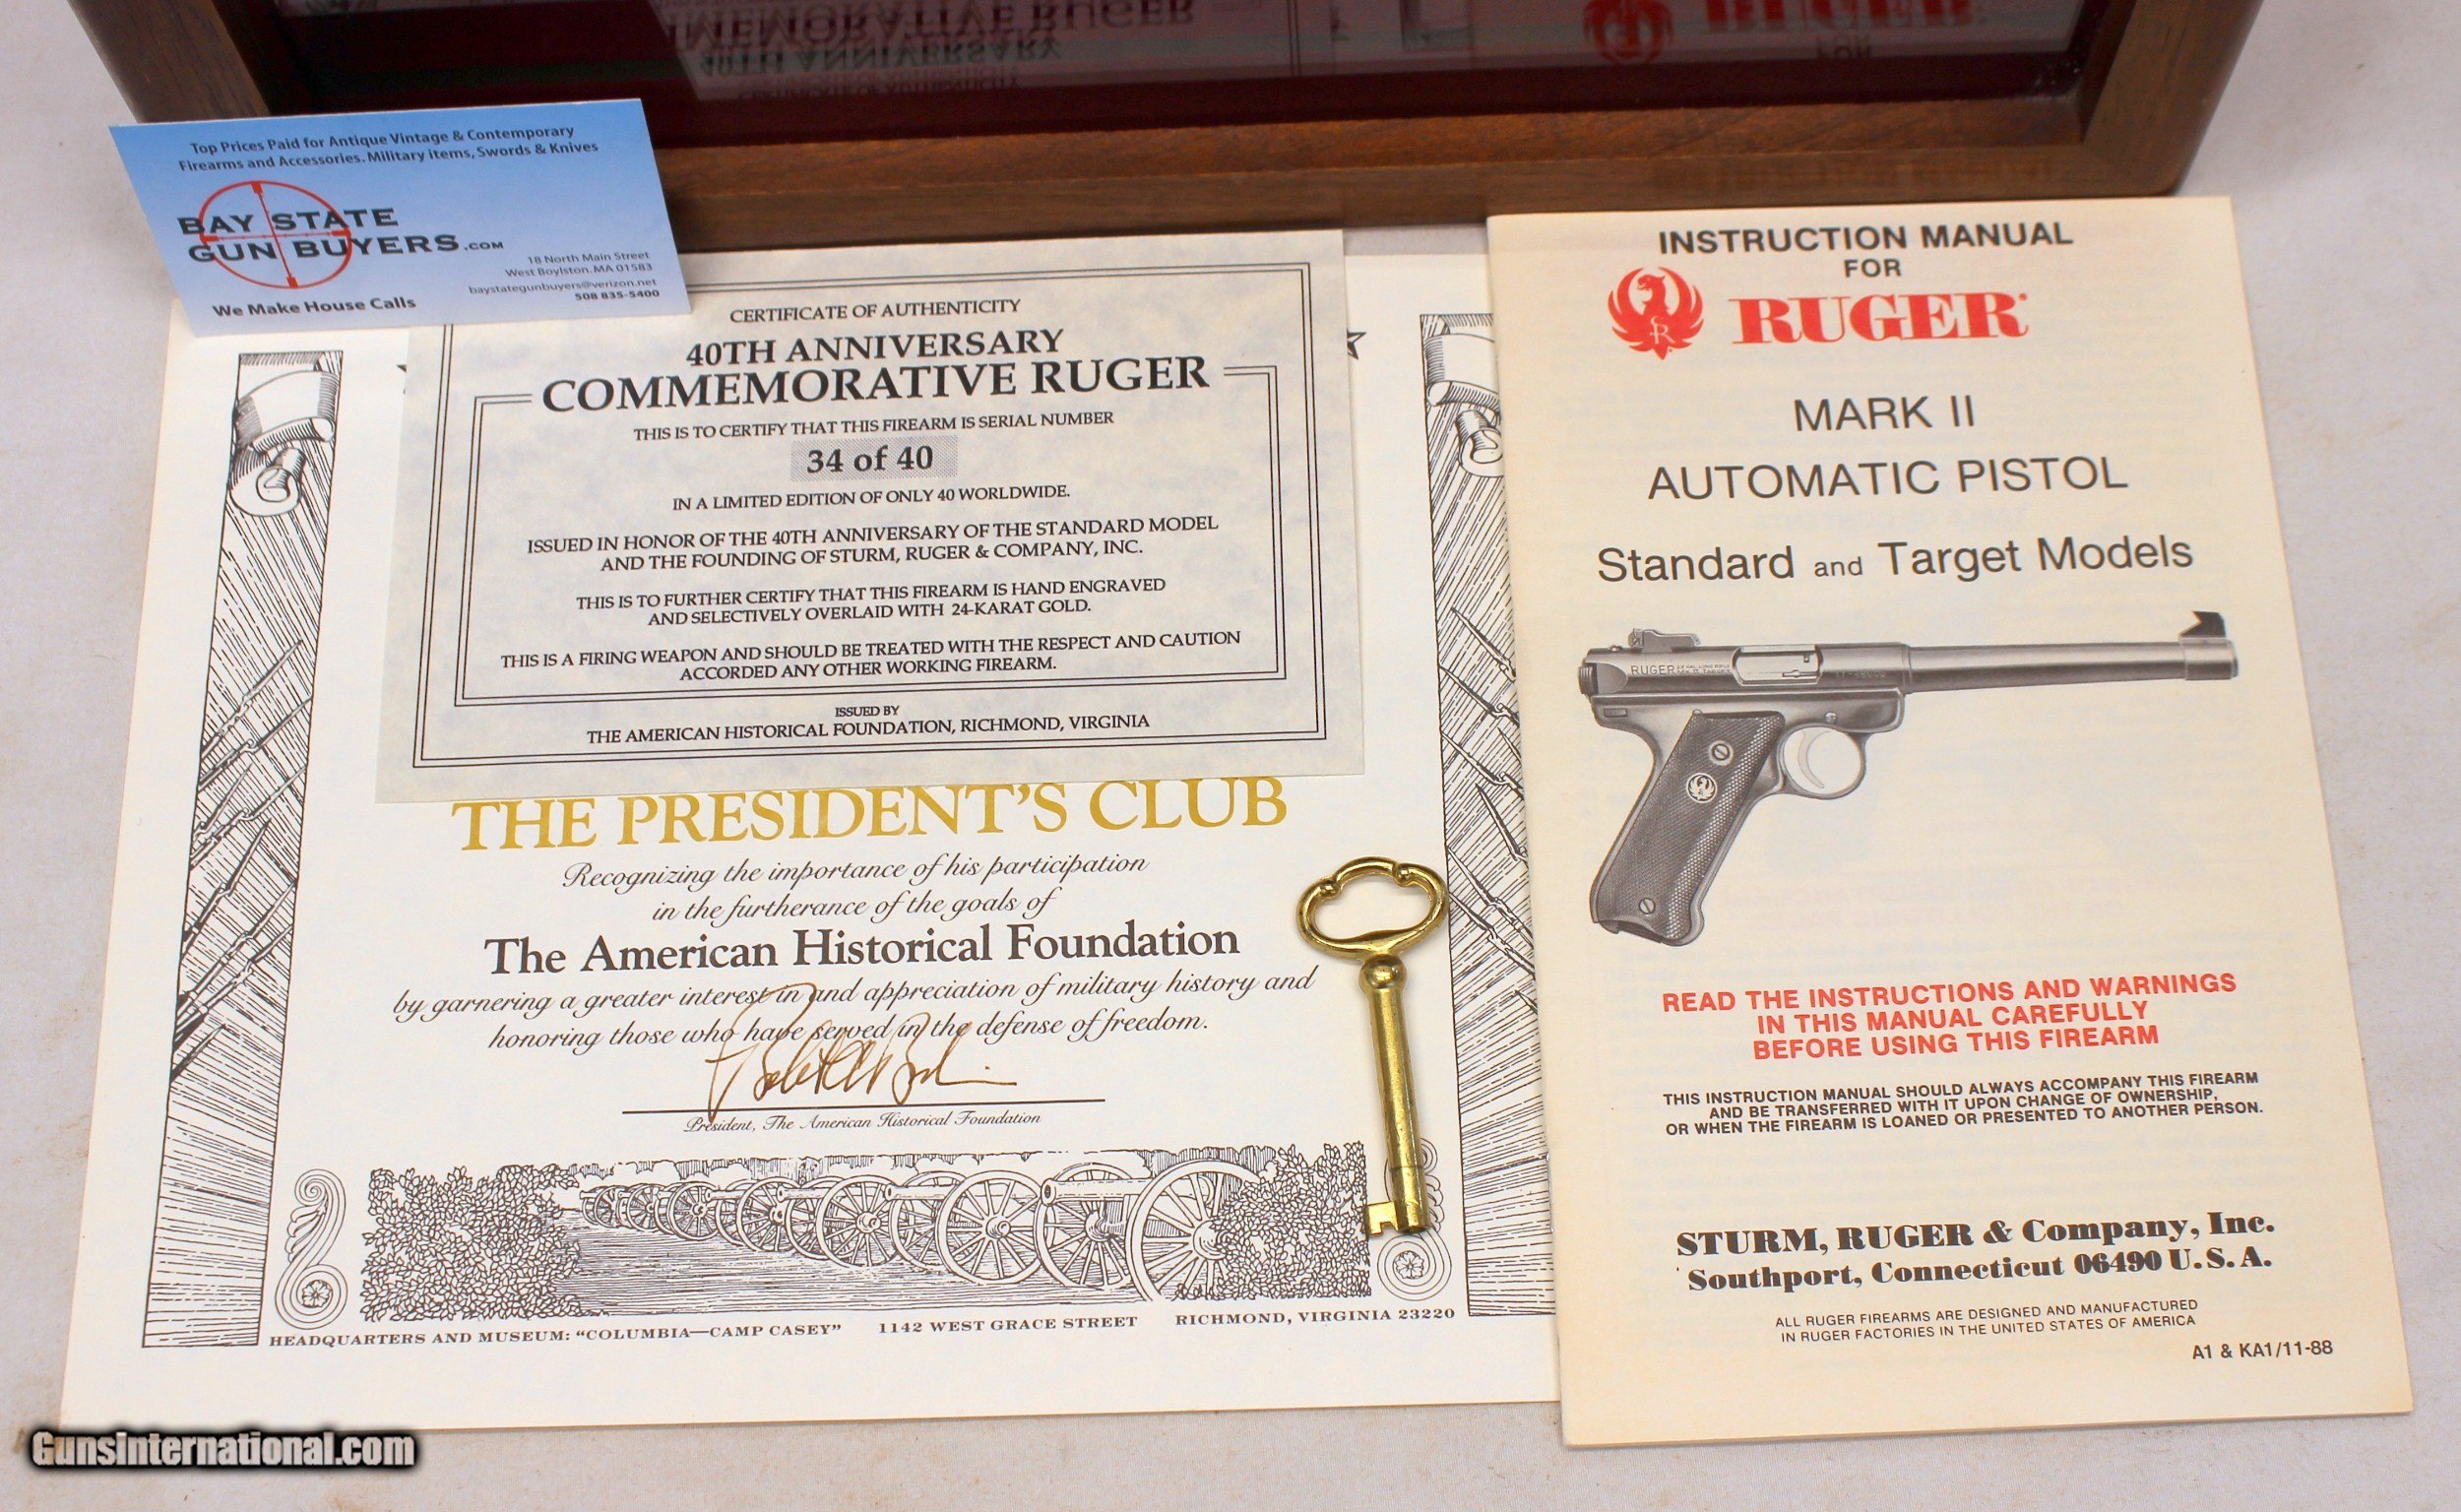 COMMEMORATIVE RUGER
40TH ANNIVERSARY
CERTIFICATE OF AUTHENTICITY
RUGER
FOR
Top Prices Paid for Antique Vintage & Contemporary
Firearms and Accessories. Military items, Swords & Knives
BAY STATE
GUN BUYERS.COM
18 North Main Street
West Boylston. MA 01583
baystategunbuyers@verizon.net
508 835-5400
We Make House Calls
CERTIFICATE OF AUTHENTICITY
40TH ANNIVERSARY
COMMEMORATIVE RUGER
THIS IS TO CERTIFY THAT THIS FIREARM IS SERIAL NUMBER
34 of 40
IN A LIMITED EDITION OF ONLY 40 WORLDWIDE.
ISSUED IN HONOR OF THE 40TH ANNIVERSARY OF THE STANDARD MODEL
AND THE FOUNDING OF STURM, RUGER & COMPANY, INC.
THIS IS TO FURTHER CERTIFY THAT THIS FIREARM IS HAND ENGRAVED
AND SELECTIVELY OVERLAID WITH 24-KARAT GOLD.
THIS IS A FIRING WEAPON AND SHOULD BE TREATED WITH THE RESPECT AND CAUTION
ACCORDED ANY OTHER WORKING FIREARM.
ISSUED BY
THE AMERICAN HISTORICAL FOUNDATION, RICHMOND, VIRGINIA
THE PRESIDENT'S CLUB
Recognizing the importance of his participation
in the furtherance of the goals of
The American Historical Foundation
by garnering a greater interest in and appreciation of military history and
honoring those who have served in the defense of freedom.
President, The American Historical Foundation
HEADQUARTERS AND MUSEUM: "COLUMBIA—CAMP CASEY" 1142 WEST GRACE STREET RICHMOND, VIRGINIA 23220
INSTRUCTION MANUAL
FOR
RUGER®
MARK II
AUTOMATIC PISTOL
Standard and Target Models
RUGER
READ THE INSTRUCTIONS AND WARNINGS
IN THIS MANUAL CAREFULLY
BEFORE USING THIS FIREARM
THIS INSTRUCTION MANUAL SHOULD ALWAYS ACCOMPANY THIS FIREARM
AND BE TRANSFERRED WITH IT UPON CHANGE OF OWNERSHIP,
OR WHEN THE FIREARM IS LOANED OR PRESENTED TO ANOTHER PERSON.
STURM, RUGER & Company, Inc.
Southport, Connecticut 06490 U.S.A.
ALL RUGER FIREARMS ARE DESIGNED AND MANUFACTURED
IN RUGER FACTORIES IN THE UNITED STATES OF AMERICA
A1 & KA1/11-88
GunsInternational.com